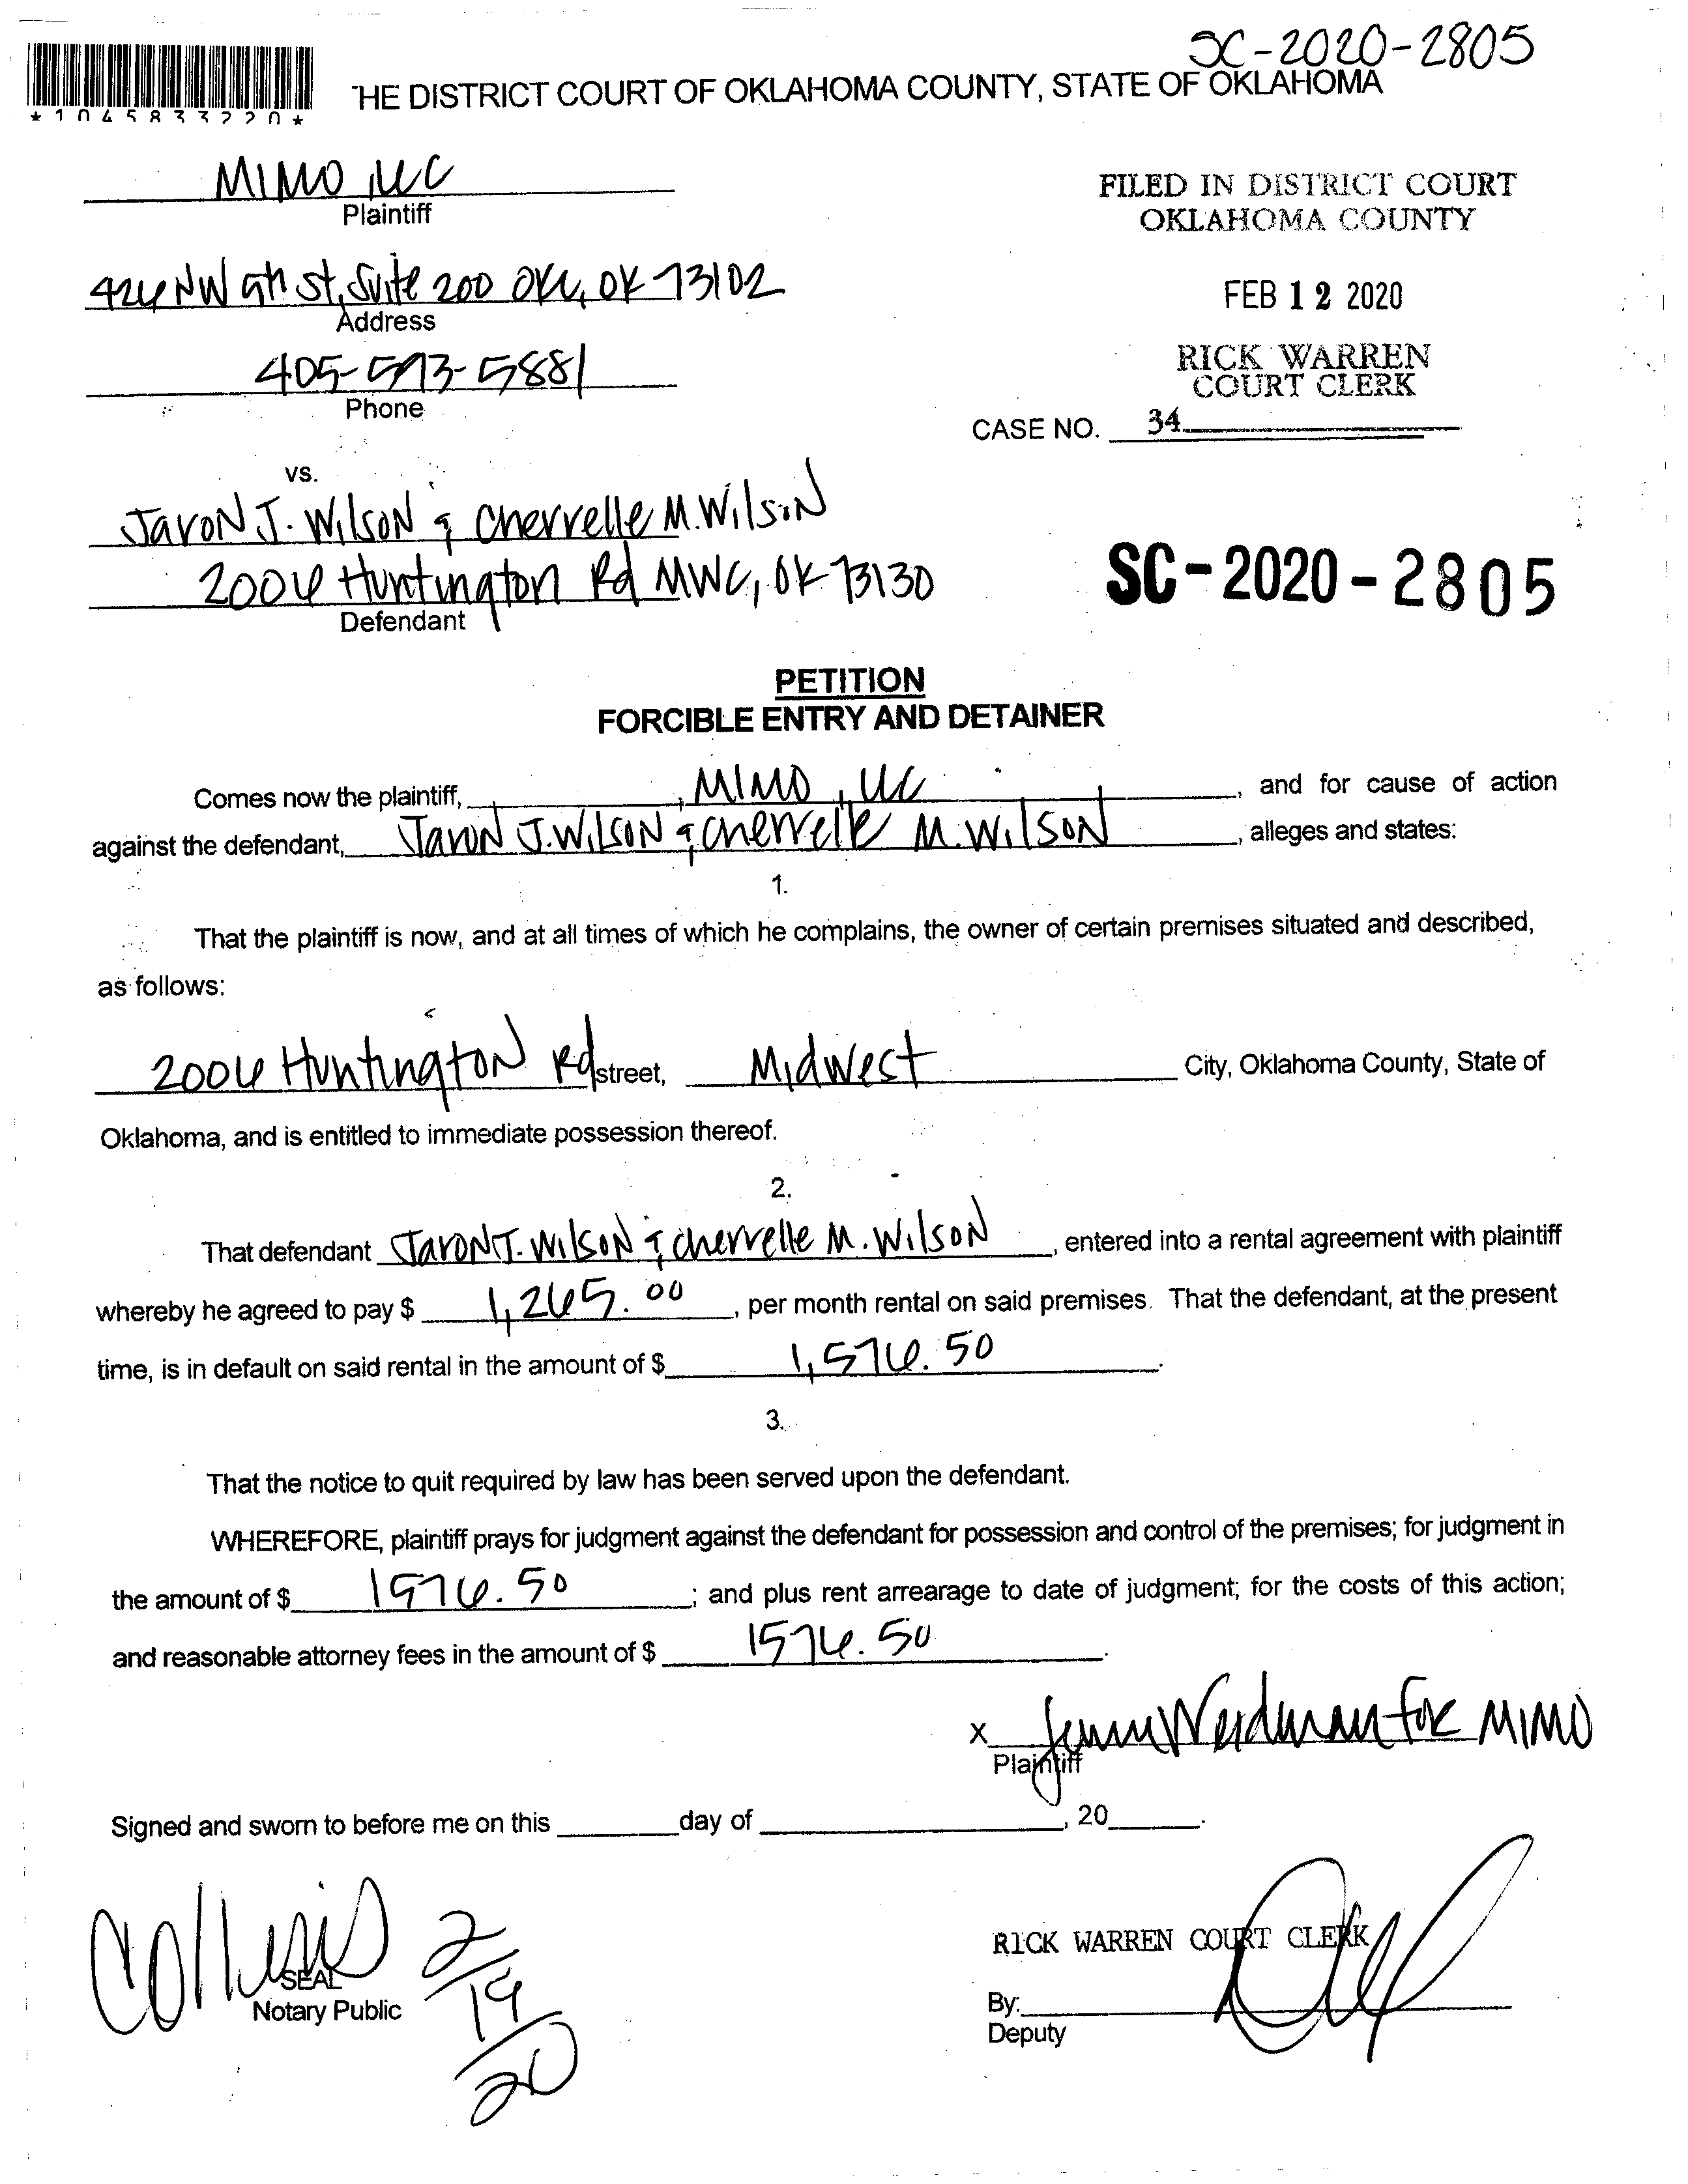 SC-2020-2805
THE DISTRICT COURT OF OKLAHOMA COUNTY, STATE OF OKLAHOMA
*1045833220*
MIMO, LLC
Plaintiff
FILED IN DISTRICT COURT
OKLAHOMA COUNTY
426 NW 5th St, Suite 200 OKC, OK 73102
Address
FEB 12 2020
405-593-5881
Phone
RICK WARREN
COURT CLERK
CASE NO. 34
vs.
Jaron J. Wilson & Cherrelle M. Wilson
2006 Huntington Rd MWC, OK 73130
Defendant
SC-2020-2805
PETITION
FORCIBLE ENTRY AND DETAINER
Comes now the plaintiff, MIMO, LLC, and for cause of action
against the defendant, Jaron J. Wilson & Cherrelle M. Wilson, alleges and states:
1.
That the plaintiff is now, and at all times of which he complains, the owner of certain premises situated and described,
as follows:
2006 Huntington Rd street, Midwest City, Oklahoma County, State of
Oklahoma, and is entitled to immediate possession thereof.
2.
That defendant Jaron J. Wilson & Cherrelle M. Wilson, entered into a rental agreement with plaintiff
whereby he agreed to pay $ 1,265.00, per month rental on said premises. That the defendant, at the present
time, is in default on said rental in the amount of $ 1,576.50.
3.
That the notice to quit required by law has been served upon the defendant.
WHEREFORE, plaintiff prays for judgment against the defendant for possession and control of the premises; for judgment in
the amount of $ 1576.50; and plus rent arrearage to date of judgment; for the costs of this action;
and reasonable attorney fees in the amount of $ 1576.50.
x Jenny Weidman for MIMO
Plaintiff
Signed and sworn to before me on this day of , 20 .
2/19/20
SEAL
Notary Public
RICK WARREN COURT CLERK
By:
Deputy